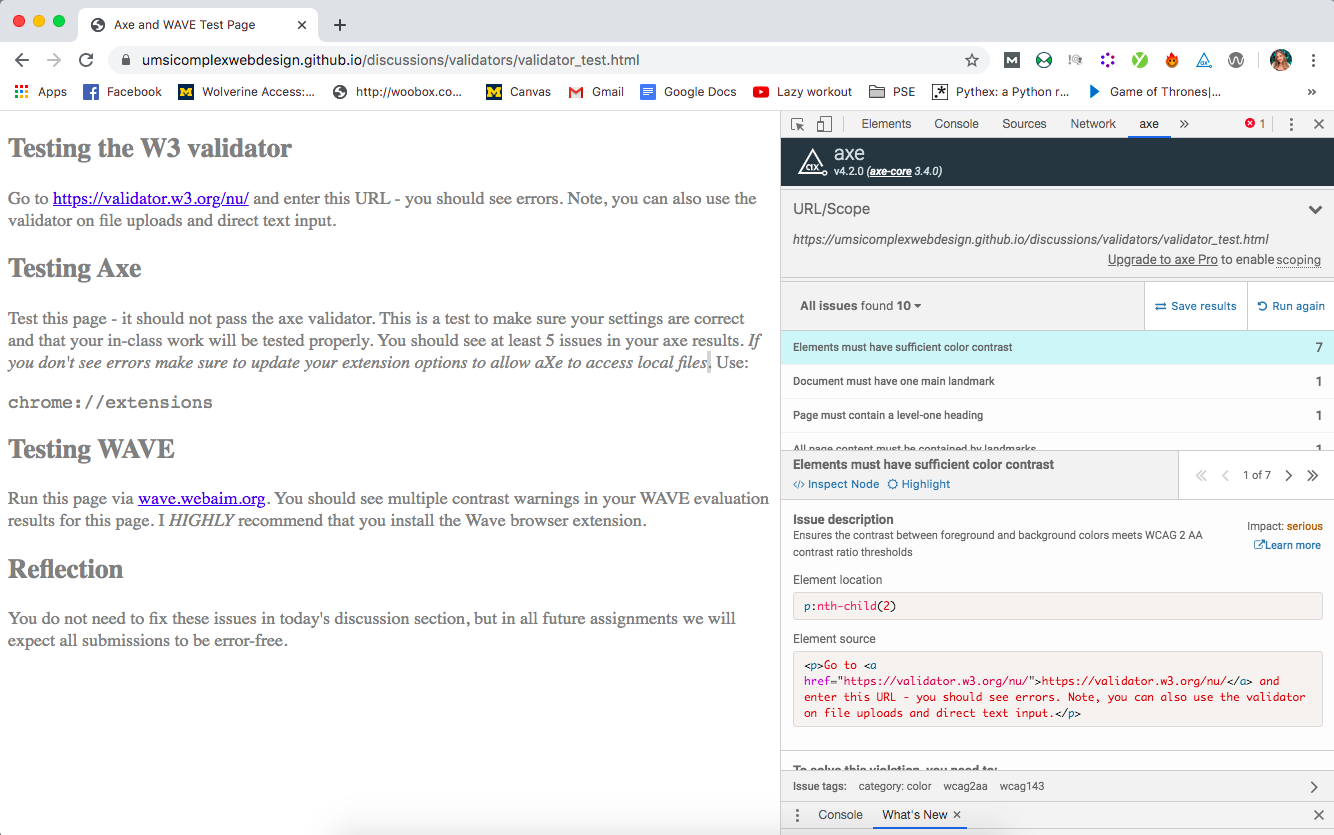 Axe and WAVE Test Page
umsicomplexwebdesign.github.io/discussions/validators/validator_test.html
Apps Facebook Wolverine Access:... http://woobox.co... Canvas Gmail Google Docs Lazy workout PSE Pythex: a Python r... Game of Thrones|... »
Testing the W3 validator
Go to https://validator.w3.org/nu/ and enter this URL - you should see errors. Note, you can also use the
validator on file uploads and direct text input.
Testing Axe
Test this page - it should not pass the axe validator. This is a test to make sure your settings are correct
and that your in-class work will be tested properly. You should see at least 5 issues in your axe results. If
you don't see errors make sure to update your extension options to allow aXe to access local files. Use:
chrome://extensions
Testing WAVE
Run this page via wave.webaim.org. You should see multiple contrast warnings in your WAVE evaluation
results for this page. I HIGHLY recommend that you install the Wave browser extension.
Reflection
You do not need to fix these issues in today's discussion section, but in all future assignments we will
expect all submissions to be error-free.
Elements Console Sources Network axe » 1
axe
v4.2.0 (axe-core 3.4.0)
URL/Scope
https://umsicomplexwebdesign.github.io/discussions/validators/validator_test.html
Upgrade to axe Pro to enable scoping
All issues found 10
Save results
Run again
Elements must have sufficient color contrast 7
Document must have one main landmark 1
Page must contain a level-one heading 1
All page content must be contained by landmarks 1
Elements must have sufficient color contrast
</> Inspect Node Highlight
1 of 7
Issue description
Ensures the contrast between foreground and background colors meets WCAG 2 AA
contrast ratio thresholds
Impact: serious
Learn more
Element location
p:nth-child(2)
Element source
<p>Go to <a
href="https://validator.w3.org/nu/">https://validator.w3.org/nu/</a> and
enter this URL - you should see errors. Note, you can also use the validator
on file uploads and direct text input.</p>
To solve this violation, you need to:
Issue tags: category: color wcag2aa wcag143
Console What's New